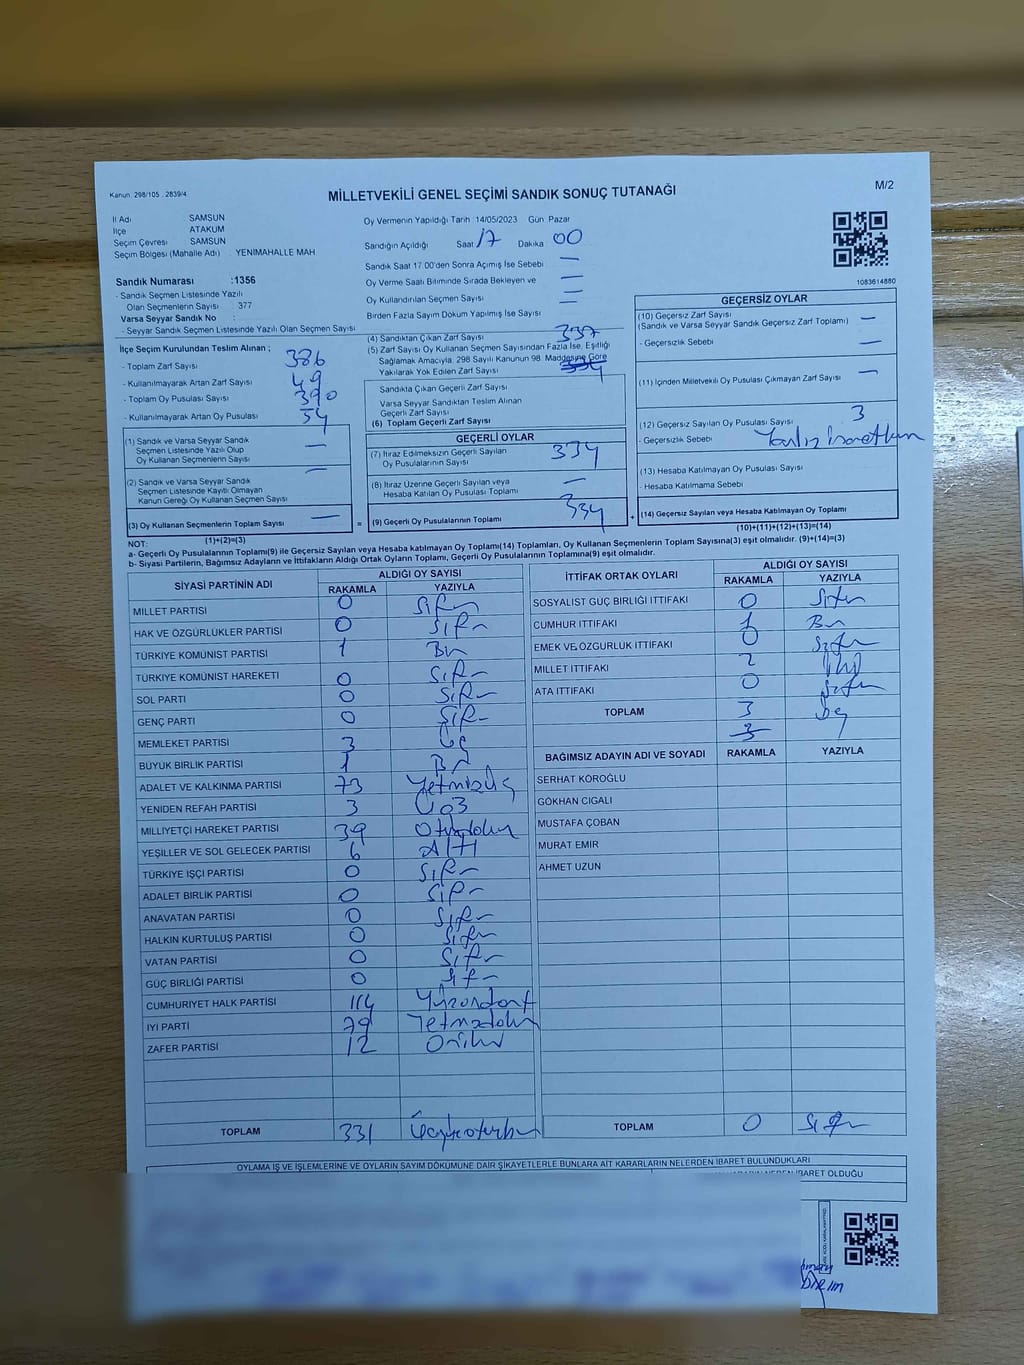 Kanun 298/105 . 2839/4
MİLLETVEKİLİ GENEL SEÇİMİ SANDIK SONUÇ TUTANAĞI
M/2
İl Adı SAMSUN
İlçe ATAKUM
Seçim Çevresi SAMSUN
Seçim Bölgesi (Mahalle Adı) YENİMAHALLE MAH
Sandık Numarası :1356
- Sandık Seçmen Listesinde Yazılı
Olan Seçmenlerin Sayısı : 377
Varsa Seyyar Sandık No :
- Seyyar Sandık Seçmen Listesinde Yazılı Olan Seçmen Sayısı
Oy Vermenin Yapıldığı Tarih 14/05/2023 Gün Pazar
Sandığın Açıldığı Saat 17 Dakika 00
Sandık Saat 17.00'den Sonra Açımış İse Sebebi —
Oy Verme Saati Bitiminde Sırada Bekleyen ve —
Oy Kullandırılan Seçmen Sayısı —
Birden Fazla Sayım Döküm Yapılmış İse Sayısı
1083614880
İlçe Seçim Kurulundan Teslim Alınan ;
- Toplam Zarf Sayısı 386
- Kullanılmayarak Artan Zarf Sayısı 49
- Toplam Oy Pusulası Sayısı 390
- Kullanılmayarak Artan Oy Pusulası 54
(1) Sandık ve Varsa Seyyar Sandık
Seçmen Listesinde Yazılı Olup
Oy Kullanan Seçmenlerin Sayısı —
(2) Sandık ve Varsa Seyyar Sandık
Seçmen Listesinde Kayıtlı Olmayan
Kanun Gereği Oy Kullanan Seçmen Sayısı —
(3) Oy Kullanan Seçmenlerin Toplam Sayısı —
(1)+(2)=(3)
(4) Sandıktan Çıkan Zarf Sayısı 337
(5) Zarf Sayısı Oy Kullanan Seçmen Sayısından Fazla İse, Eşitliği
Sağlamak Amacıyla, 298 Sayılı Kanunun 98. Maddesine Göre
Yakılarak Yok Edilen Zarf Sayısı 334
Sandıkta Çıkan Geçerli Zarf Sayısı
Varsa Seyyar Sandıktan Teslim Alınan
Geçerli Zarf Sayısı
(6) Toplam Geçerli Zarf Sayısı
GEÇERLİ OYLAR
(7) İtiraz Edilmeksizin Geçerli Sayılan
Oy Pusulalarının Sayısı 334
(8) İtiraz Üzerine Geçerli Sayılan veya
Hesaba Katılan Oy Pusulası Toplamı —
= (9) Geçerli Oy Pusulalarının Toplamı 334 +
GEÇERSİZ OYLAR
(10) Geçersiz Zarf Sayısı —
(Sandık ve Varsa Seyyar Sandık Geçersiz Zarf Toplamı)
- Geçersizlik Sebebi —
(11) İçinden Milletvekili Oy Pusulası Çıkmayan Zarf Sayısı —
(12) Geçersiz Sayılan Oy Pusulası Sayısı 3
- Geçersizlik Sebebi
(13) Hesaba Katılmayan Oy Pusulası Sayısı
- Hesaba Katılmama Sebebi
(14) Geçersiz Sayılan veya Hesaba Katılmayan Oy Toplamı
(10)+(11)+(12)+(13)=(14)
NOT:
a- Geçerli Oy Pusulalarının Toplamı(9) ile Geçersiz Sayılan veya Hesaba katılmayan Oy Toplamı(14) Toplamları, Oy Kullanan Seçmenlerin Toplam Sayısına(3) eşit olmalıdır. (9)+(14)=(3)
b- Siyasi Partilerin, Bağımsız Adayların ve İttifakların Aldığı Ortak Oyların Toplamı, Geçerli Oy Pusulalarının Toplamına(9) eşit olmalıdır.
SİYASİ PARTİNİN ADI ALDIĞI OY SAYISI
RAKAMLA YAZIYLA
MİLLET PARTİSİ 0 Sıfır
HAK VE ÖZGÜRLÜKLER PARTİSİ 0 Sıfır
TÜRKİYE KOMÜNİST PARTİSİ 1 Bir
TÜRKİYE KOMÜNİST HAREKETİ 0 Sıfır
SOL PARTİ 0 Sıfır
GENÇ PARTİ 0 Sıfır
MEMLEKET PARTİSİ 3 Üç
BÜYÜK BİRLİK PARTİSİ 1 Bir
ADALET VE KALKINMA PARTİSİ 73 Yetmişüç
YENİDEN REFAH PARTİSİ 3
MİLLİYETÇİ HAREKET PARTİSİ 39 Otuzdokuz
YEŞİLLER VE SOL GELECEK PARTİSİ 6 Altı
TÜRKİYE İŞÇİ PARTİSİ 0 Sıfır
ADALET BİRLİK PARTİSİ 0 Sıfır
ANAVATAN PARTİSİ 0 Sıfır
HALKIN KURTULUŞ PARTİSİ 0 Sıfır
VATAN PARTİSİ 0 Sıfır
GÜÇ BİRLİĞİ PARTİSİ 0 Sıfır
CUMHURİYET HALK PARTİSİ 114 Yüzondört
İYİ PARTİ 79 Yetmişdokuz
ZAFER PARTİSİ 12 Oniki
TOPLAM 331
İTTİFAK ORTAK OYLARI ALDIĞI OY SAYISI
RAKAMLA YAZIYLA
SOSYALİST GÜÇ BİRLİĞİ İTTİFAKI 0 Sıfır
CUMHUR İTTİFAKI 1 Bir
EMEK VE ÖZGÜRLÜK İTTİFAKI 0 Sıfır
MİLLET İTTİFAKI 2 İki
ATA İTTİFAKI 0 Sıfır
TOPLAM 3
3
BAĞIMSIZ ADAYIN ADI VE SOYADI RAKAMLA YAZIYLA
SERHAT KÖROĞLU
GÖKHAN CIGALI
MUSTAFA ÇOBAN
MURAT EMİR
AHMET UZUN
TOPLAM 0 Sıfır
OYLAMA İŞ VE İŞLEMLERİNE VE OYLARIN SAYIM DÖKÜMÜNE DAİR ŞİKAYETLERLE BUNLARA AİT KARARLARIN NELERDEN İBARET BULUNDUKLARI
İBARET OLDUĞU